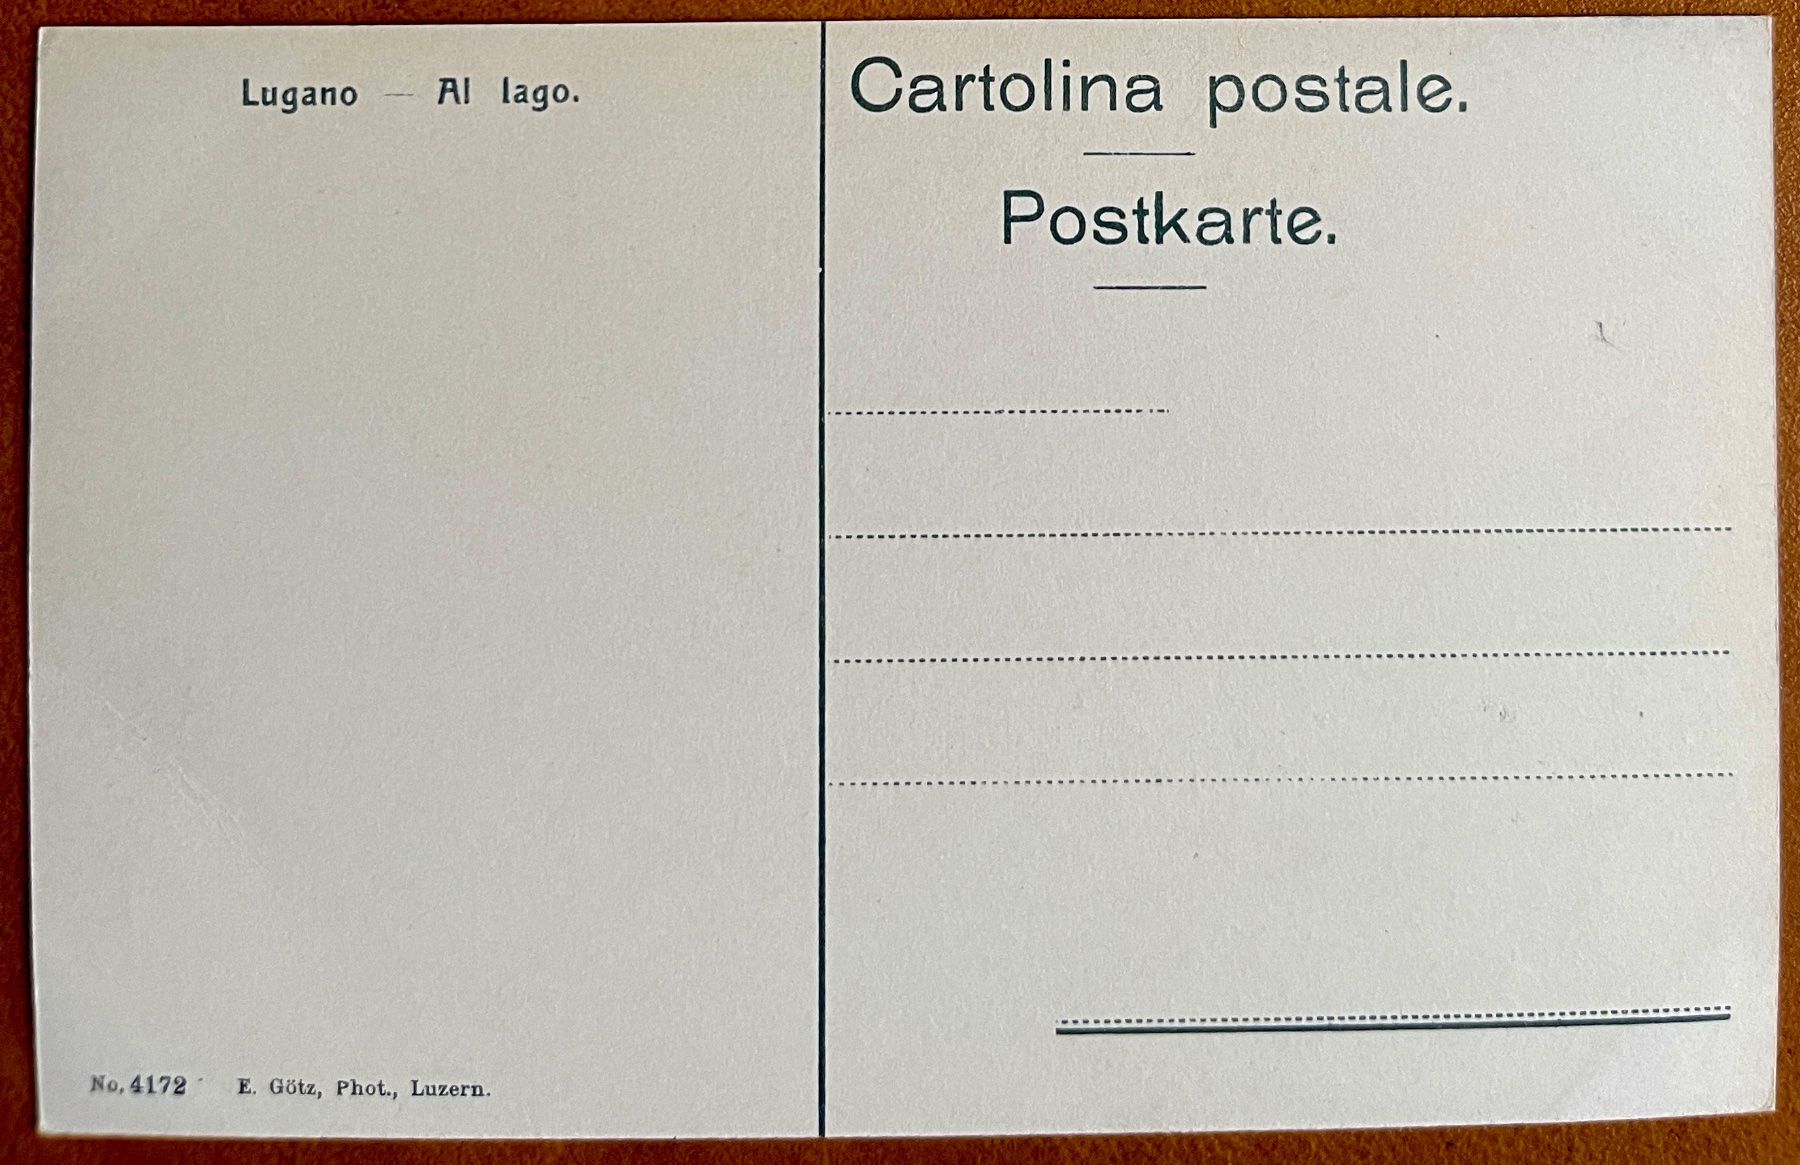 Lugano — Al lago.
Cartolina postale.
Postkarte.
No. 4172 E. Götz, Phot., Luzern.